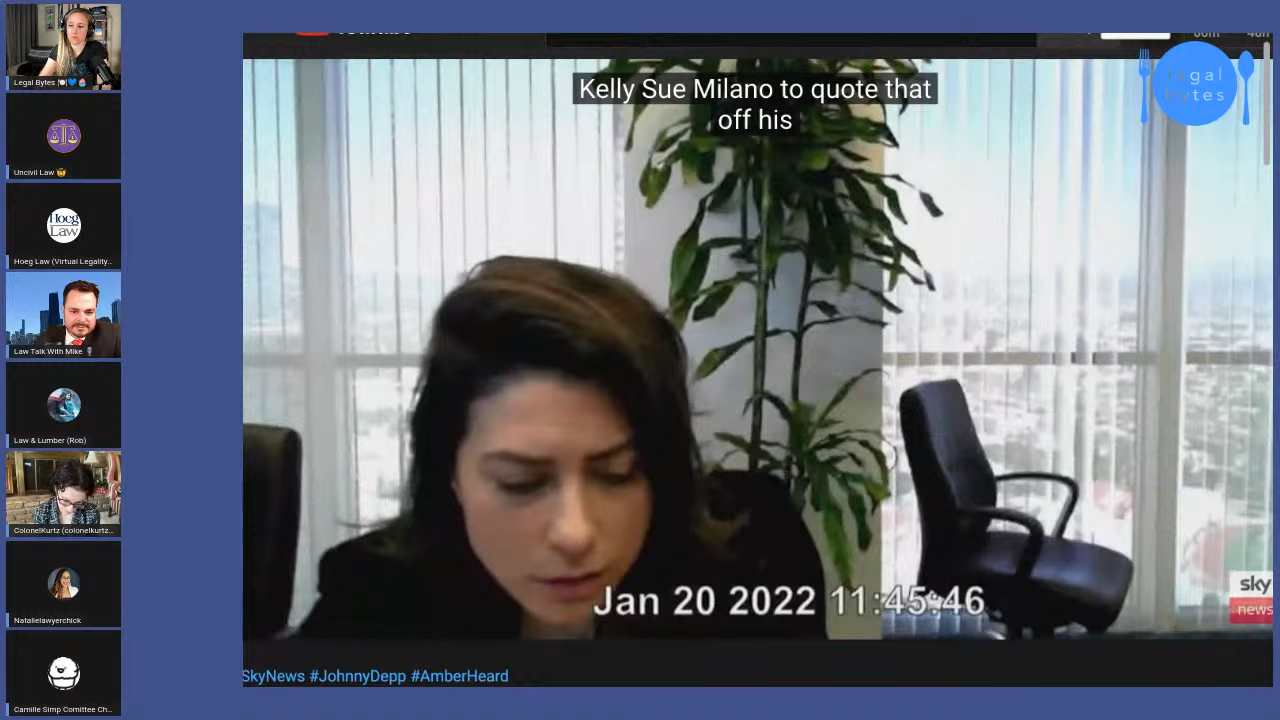 Legal Bytes
Uncivil Law
Hoeg
Law
Hoeg Law (Virtual Legality...
Law Talk With Mike
Law & Lumber (Rob)
ColonelKurtz (colonelkurtz...
Natalielawyerchick
Camille Simp Comittee Ch...
Kelly Sue Milano to quote that
off his
legal
bytes
Jan 20 2022 11:45:46
sky
news
SkyNews #JohnnyDepp #AmberHeard